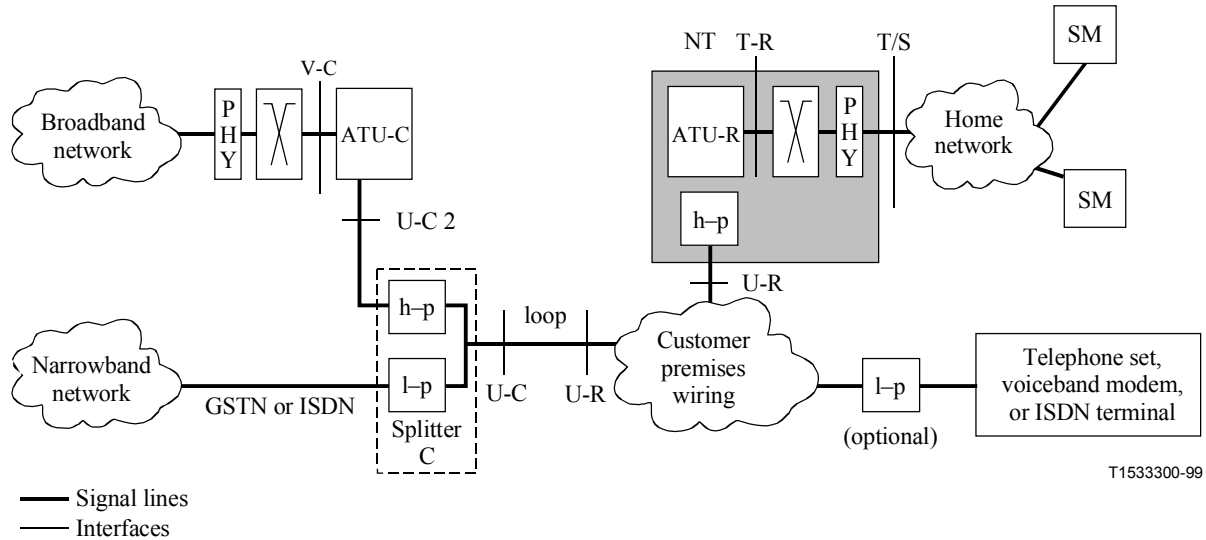 NT
T-R
T/S
SM
V-C
Broadband
network
P
H
Y
ATU-C
ATU-R
P
H
Y
Home
network
SM
U-C 2
h–p
U-R
h–p
loop
Customer
premises
wiring
Narrowband
network
GSTN or ISDN
l–p
U-C
U-R
l–p
(optional)
Telephone set,
voiceband modem,
or ISDN terminal
Splitter
C
T1533300-99
Signal lines
Interfaces